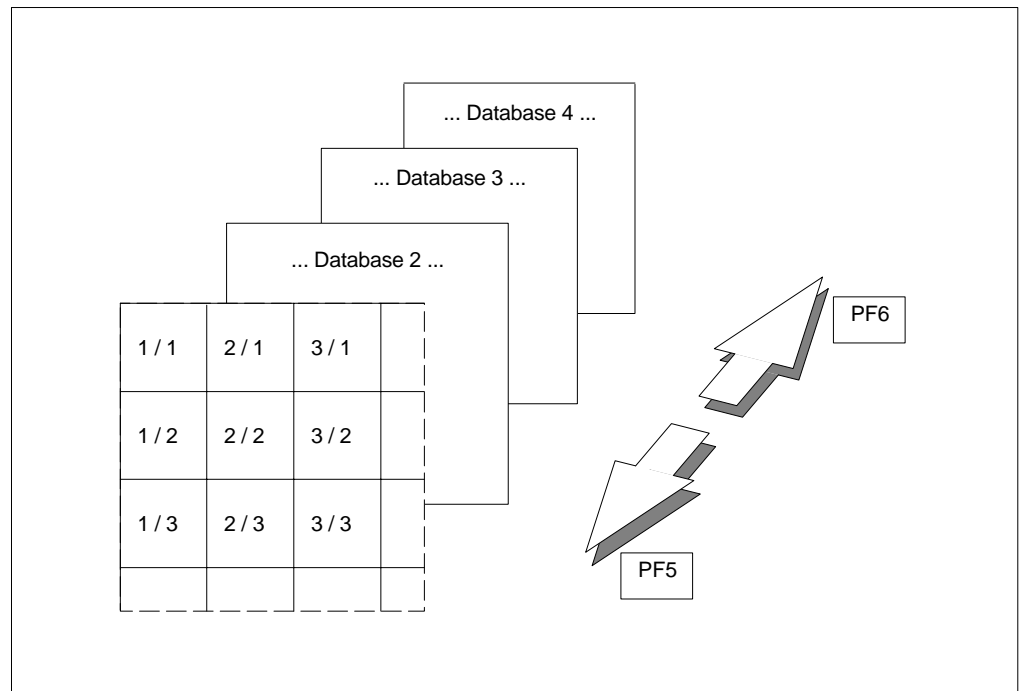 ... Database 4 ...
... Database 3 ...
... Database 2 ...
PF6
1 / 1 2 / 1 3 / 1
1 / 2 2 / 2 3 / 2
1 / 3 2 / 3 3 / 3
PF5